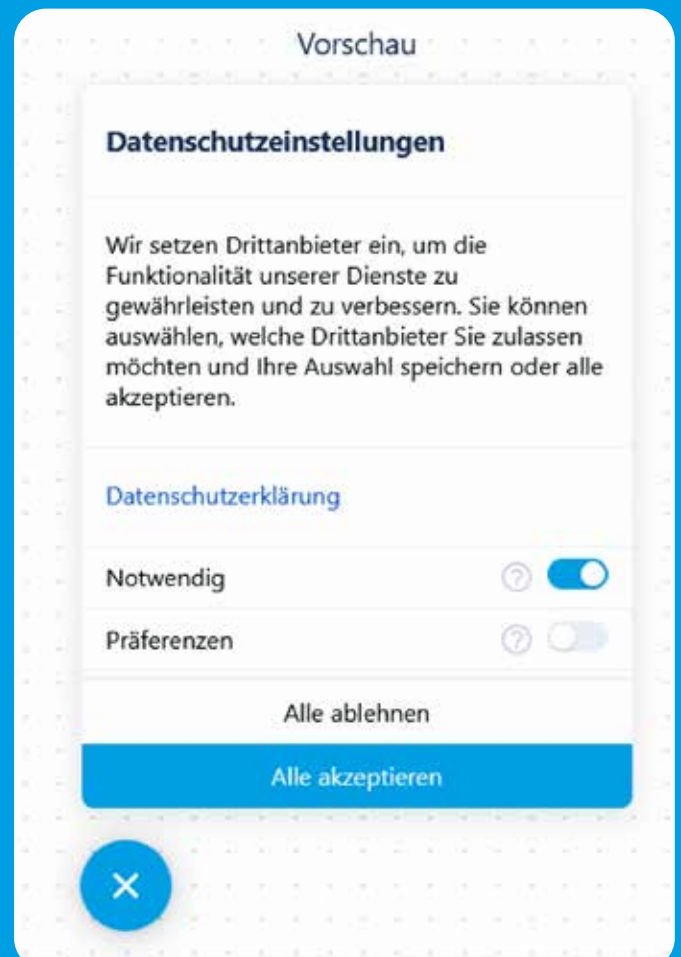 Vorschau
Datenschutzeinstellungen
Wir setzen Drittanbieter ein, um die
Funktionalität unserer Dienste zu
gewährleisten und zu verbessern. Sie können
auswählen, welche Drittanbieter Sie zulassen
möchten und Ihre Auswahl speichern oder alle
akzeptieren.
Datenschutzerklärung
Notwendig
Präferenzen
Alle ablehnen
Alle akzeptieren